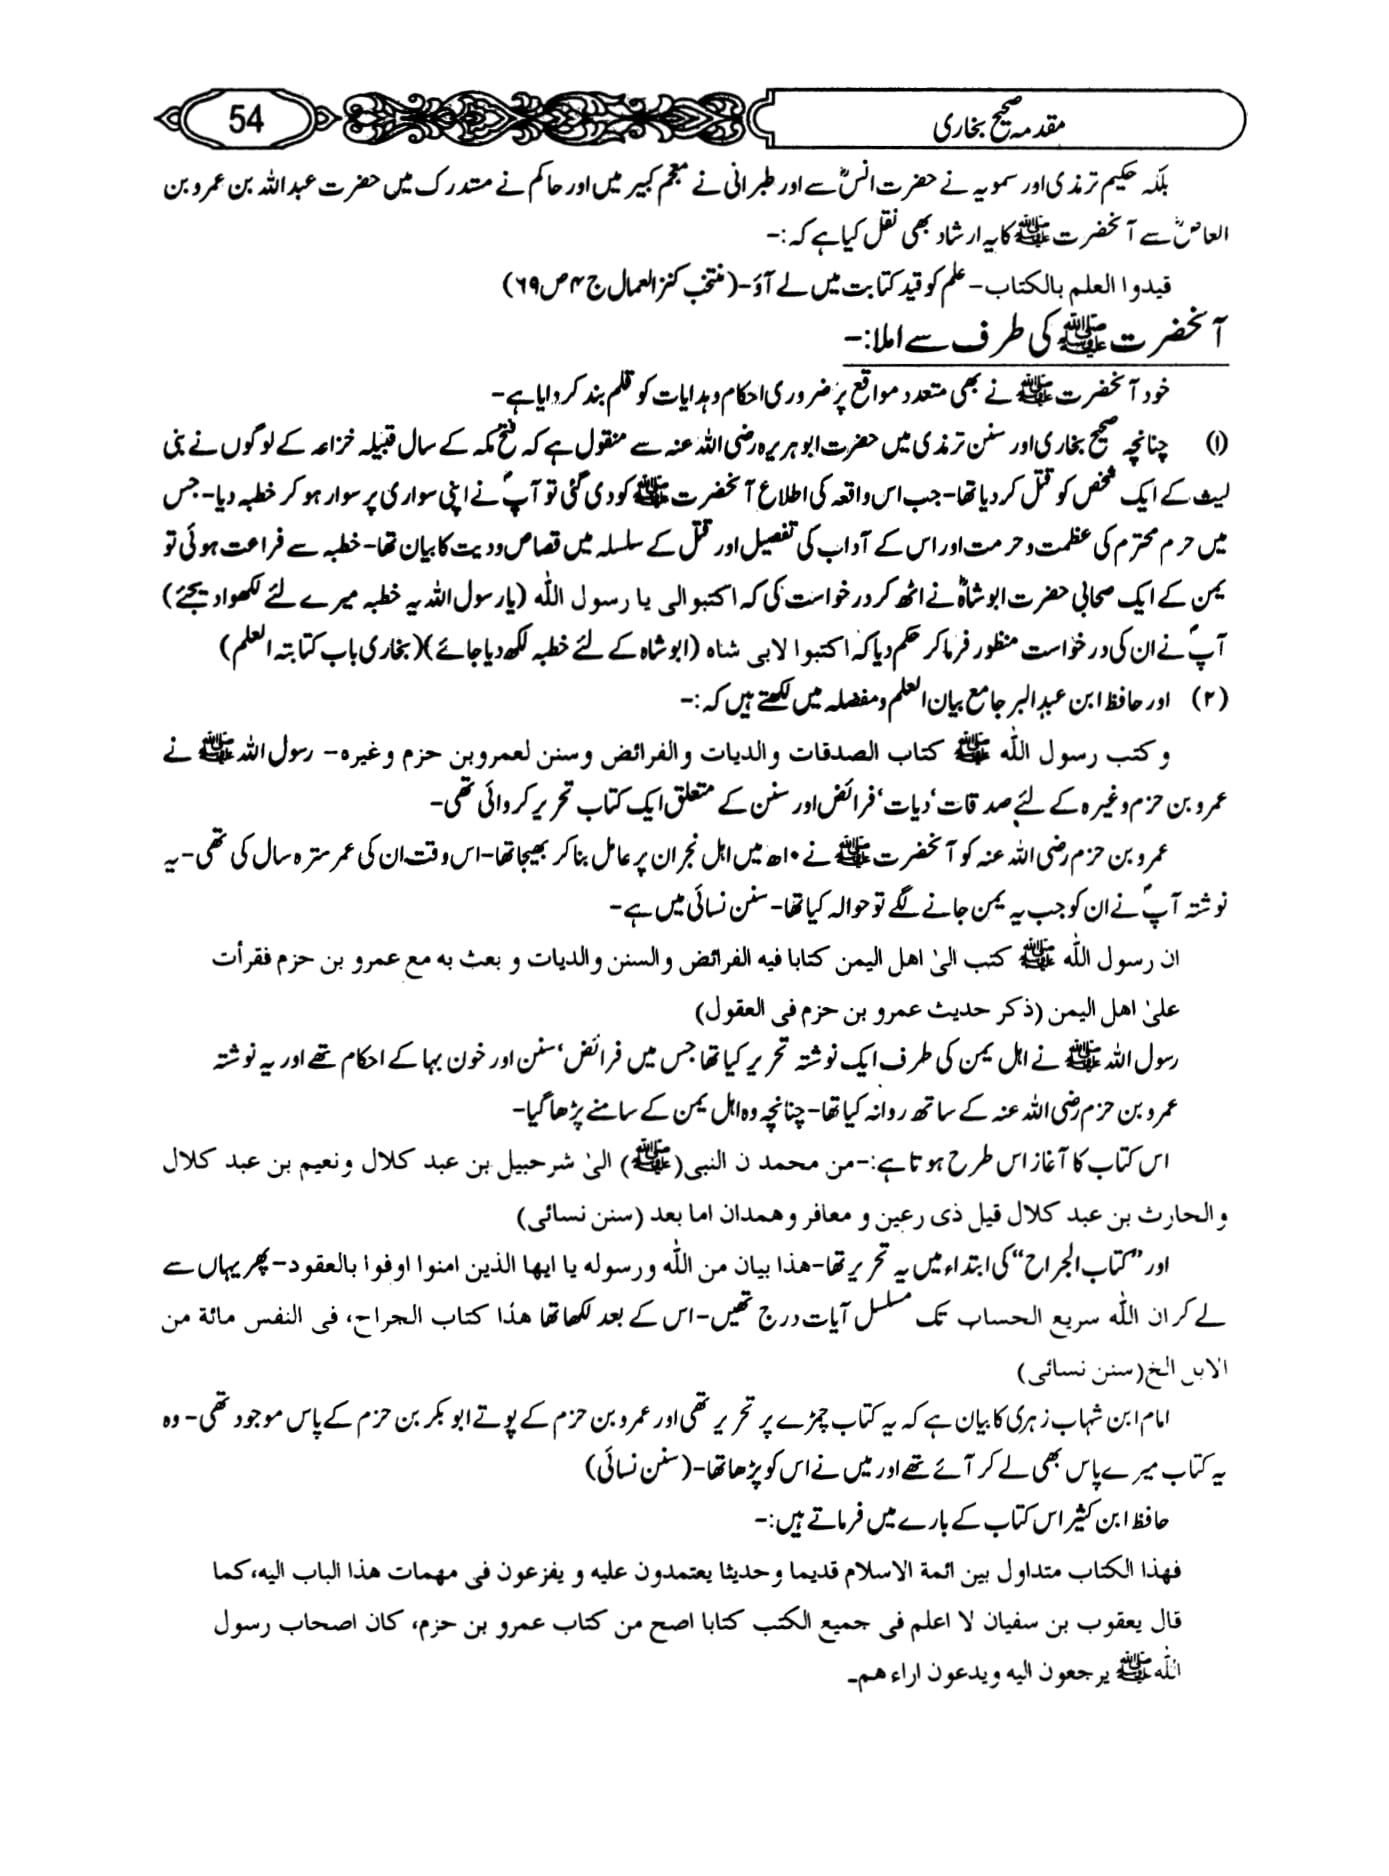 مقدمہ صحیح بخاری
54
بلکہ حکیم ترمذی اور سمویہ نے حضرت انسؓ سے اور طبرانی نے معجم کبیر میں اور حاکم نے مستدرک میں حضرت عبداللہ بن عمرو بن
العاصؓ سے آنحضرت ﷺ کا یہ ارشاد بھی نقل کیا ہے کہ:-
قیدوا العلم بالکتاب- علم کو قید کتابت میں لے آؤ-(منتخب کنز العمال ج ۴ ص ۶۹)
آنحضرت ﷺ کی طرف سے املا:-
خود آنحضرت ﷺ نے بھی متعدد مواقع پر ضروری احکام و ہدایات کو قلم بند کروایا ہے-
(۱) چنانچہ صحیح بخاری اور سنن ترمذی میں حضرت ابوہریرہ رضی اللہ عنہ سے منقول ہے کہ فتح مکہ کے سال قبیلہ خزاعہ کے لوگوں نے بنی
لیث کے ایک شخص کو قتل کر دیا تھا- جب اس واقعہ کی اطلاع آنحضرت ﷺ کو دی گئی تو آپؐ نے اپنی سواری پر سوار ہو کر خطبہ دیا- جس
میں حرم محترم کی عظمت و حرمت اور اس کے آداب کی تفصیل اور قتل کے سلسلہ میں قصاص و دیت کا بیان تھا- خطبہ سے فراغت ہوئی تو
یمن کے ایک صحابی حضرت ابوشاہؓ نے اٹھ کر درخواست کی کہ اکتبوا لی یا رسول اللہ (یا رسول اللہ یہ خطبہ میرے لئے لکھوا دیجئے)
آپؐ نے ان کی درخواست منظور فرما کر حکم دیا کہ اکتبوا لابی شاہ (ابوشاہ کے لئے خطبہ لکھ دیا جائے)(بخاری باب کتابتہ العلم)
(۲) اور حافظ ابن عبدالبر جامع بیان العلم و مفضلہ میں لکھتے ہیں کہ:-
و کتب رسول اللہ ﷺ کتاب الصدقات والدیات والفرائض وسنن لعمرو بن حزم وغیرہ- رسول اللہ ﷺ نے
عمرو بن حزم وغیرہ کے لئے صدقات‘ دیات‘ فرائض اور سنن کے متعلق ایک کتاب تحریر کروائی تھی-
عمرو بن حزم رضی اللہ عنہ کو آنحضرت ﷺ نے ۱۰ھ میں اہل نجران پر عامل بنا کر بھیجا تھا- اس وقت ان کی عمر سترہ سال کی تھی- یہ
نوشتہ آپؐ نے ان کو جب یہ یمن جانے لگے تو حوالہ کیا تھا- سنن نسائی میں ہے-
ان رسول اللہ ﷺ کتب الیٰ اھل الیمن کتابا فیہ الفرائض والسنن والدیات و بعث بہ مع عمرو بن حزم فقرأت
علیٰ اھل الیمن (ذکر حدیث عمرو بن حزم فی العقول)
رسول اللہ ﷺ نے اہل یمن کی طرف ایک نوشتہ تحریر کیا تھا جس میں فرائض‘ سنن اور خون بہا کے احکام تھے اور یہ نوشتہ
عمرو بن حزم رضی اللہ عنہ کے ساتھ روانہ کیا تھا- چنانچہ وہ اہل یمن کے سامنے پڑھا گیا-
اس کتاب کا آغاز اس طرح ہوتا ہے:-من محمد ن النبی(ﷺ) الیٰ شرحبیل بن عبد کلال ونعیم بن عبد کلال
والحارث بن عبد کلال قیل ذی رعین و معافر وھمدان اما بعد (سنن نسائی)
اور ”کتاب الجراح“ کی ابتداء میں یہ تحریر تھا-ھذا بیان من اللہ ورسولہ یا ایھا الذین امنوا اوفوا بالعقود- پھر یہاں سے
لے کر ان اللہ سریع الحساب تک مسلسل آیات درج تھیں- اس کے بعد لکھا تھا ھذا کتاب الجراح، فی النفس مائة من
الابل الخ(سنن نسائی)
امام ابن شہاب زہری کا بیان ہے کہ یہ کتاب چمڑے پر تحریر تھی اور عمرو بن حزم کے پوتے ابوبکر بن حزم کے پاس موجود تھی- وہ
یہ کتاب میرے پاس بھی لے کر آئے تھے اور میں نے اس کو پڑھا تھا-(سنن نسائی)
حافظ ابن کثیر اس کتاب کے بارے میں فرماتے ہیں:-
فھذا الکتاب متداول بین ائمة الاسلام قدیما وحدیثا یعتمدون علیه و یفزعون فی مھمات ھذا الباب الیه، کما
قال یعقوب بن سفیان لا اعلم فی جمیع الکتب کتابا اصح من کتاب عمرو بن حزم، کان اصحاب رسول
اللہ ﷺ یرجعون الیه ویدعون اراء ھم-